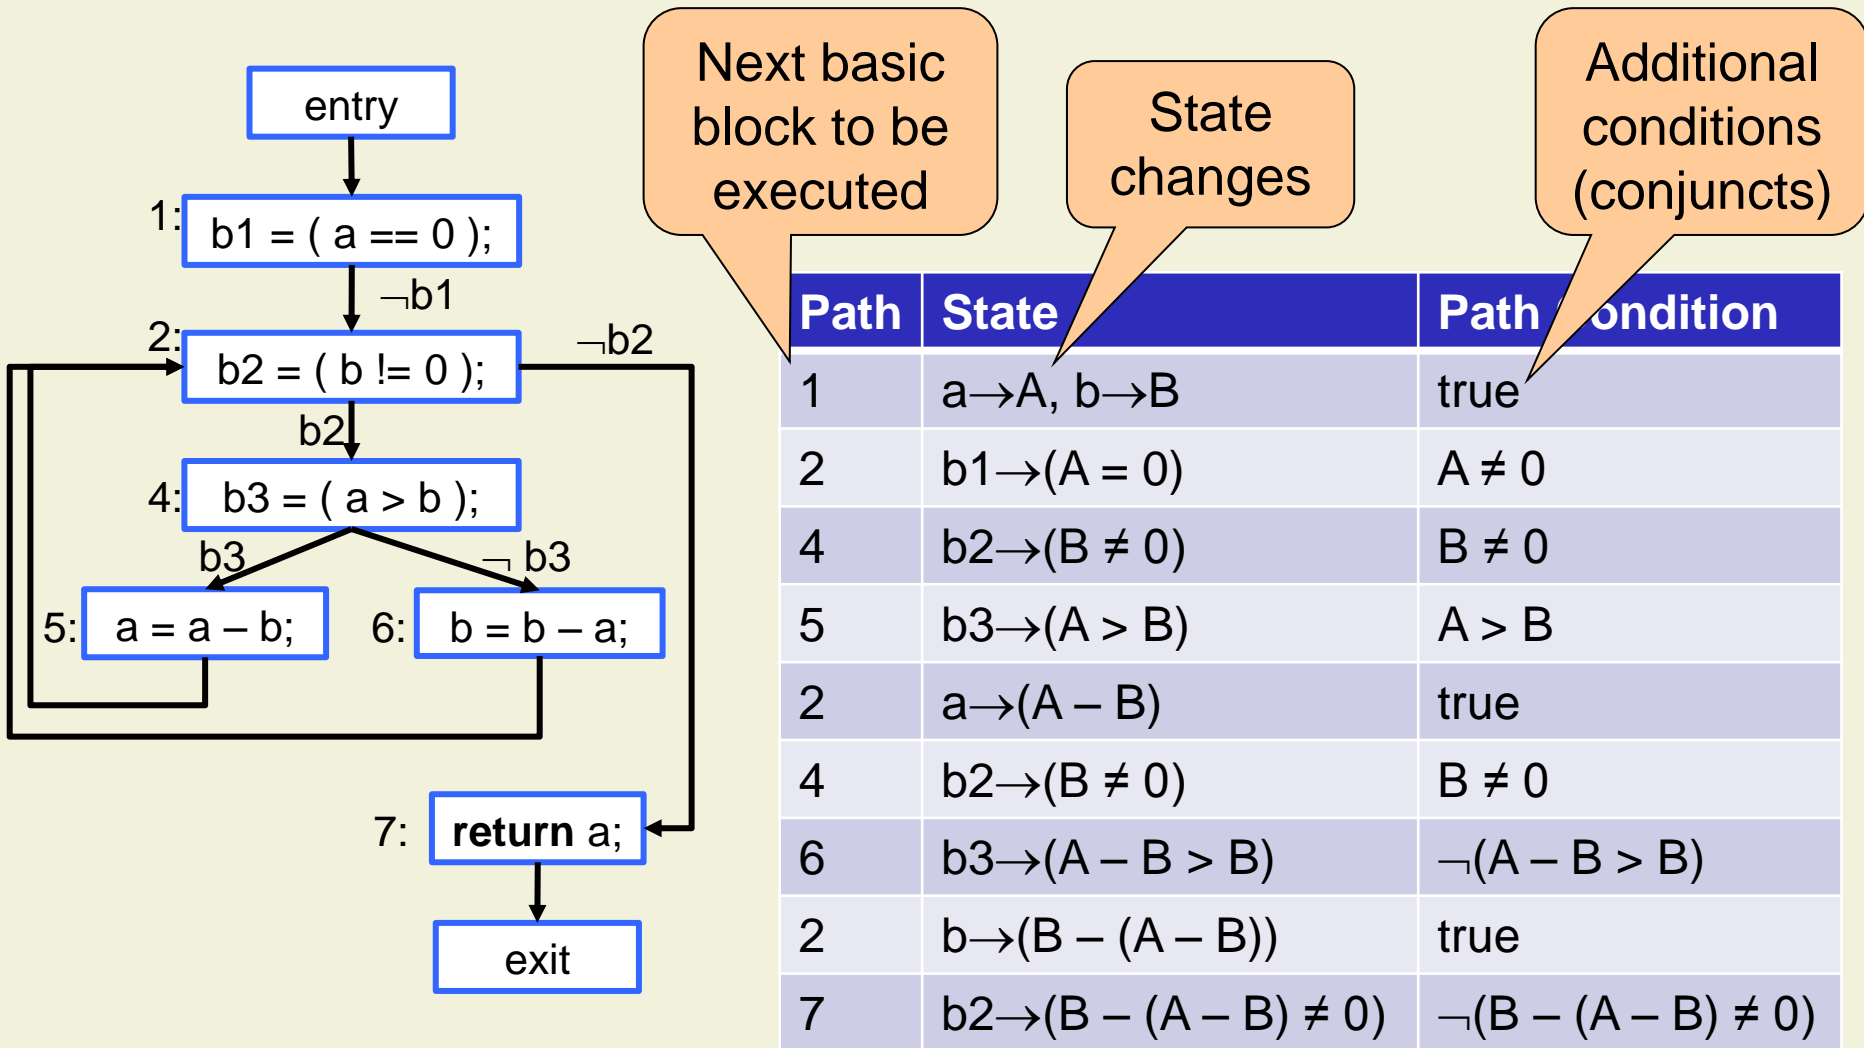 entry
1:
b1 = ( a == 0 );
¬b1
2:
b2 = ( b != 0 );
¬b2
b2
4:
b3 = ( a > b );
b3
¬ b3
5:
a = a – b;
6:
b = b – a;
7:
return a;
exit
Next basic
block to be
executed
State
changes
Additional
conditions
(conjuncts)
Path State Path ondition
1 a→A, b→B true
2 b1→(A = 0) A ≠ 0
4 b2→(B ≠ 0) B ≠ 0
5 b3→(A > B) A > B
2 a→(A – B) true
4 b2→(B ≠ 0) B ≠ 0
6 b3→(A – B > B) ¬(A – B > B)
2 b→(B – (A – B)) true
7 b2→(B – (A – B) ≠ 0) ¬(B – (A – B) ≠ 0)